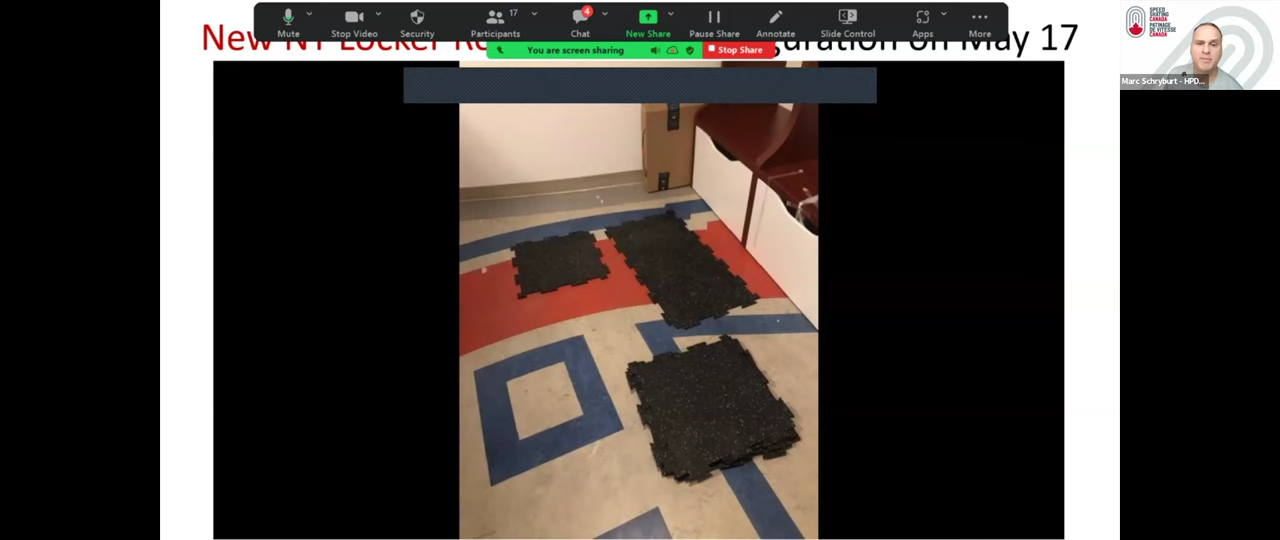 Mute
Stop Video
Security
17
Participants
4
Chat
New Share
Pause Share
Annotate
Slide Control
Apps
More
New NT Locker
on May 17
You are screen sharing
Stop Share
SPEED
SKATING
CANADA
PATINAGE
DE VITESSE
CANADA
Marc Schryburt - HPD...